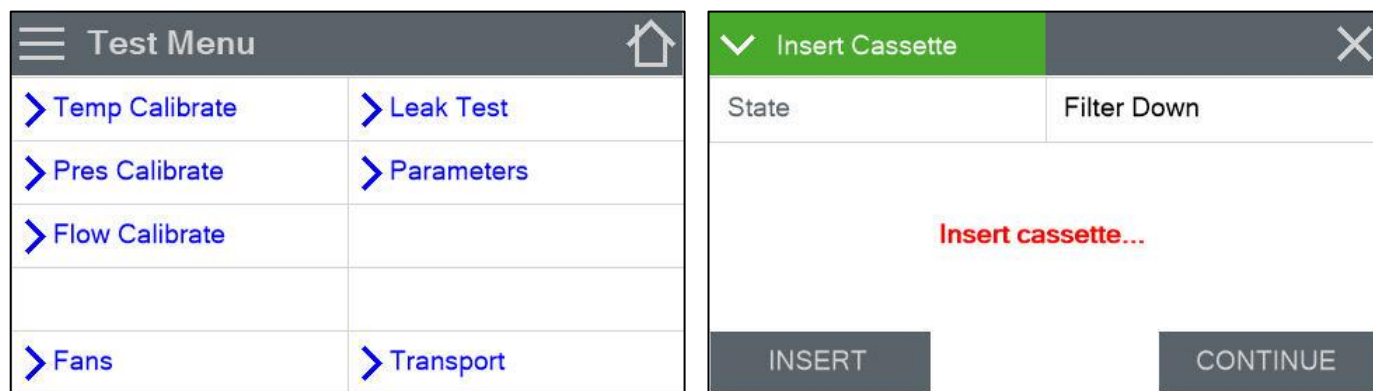 Test Menu
Temp Calibrate
Leak Test
Pres Calibrate
Parameters
Flow Calibrate
Fans
Transport
Insert Cassette
State
Filter Down
Insert cassette...
INSERT
CONTINUE